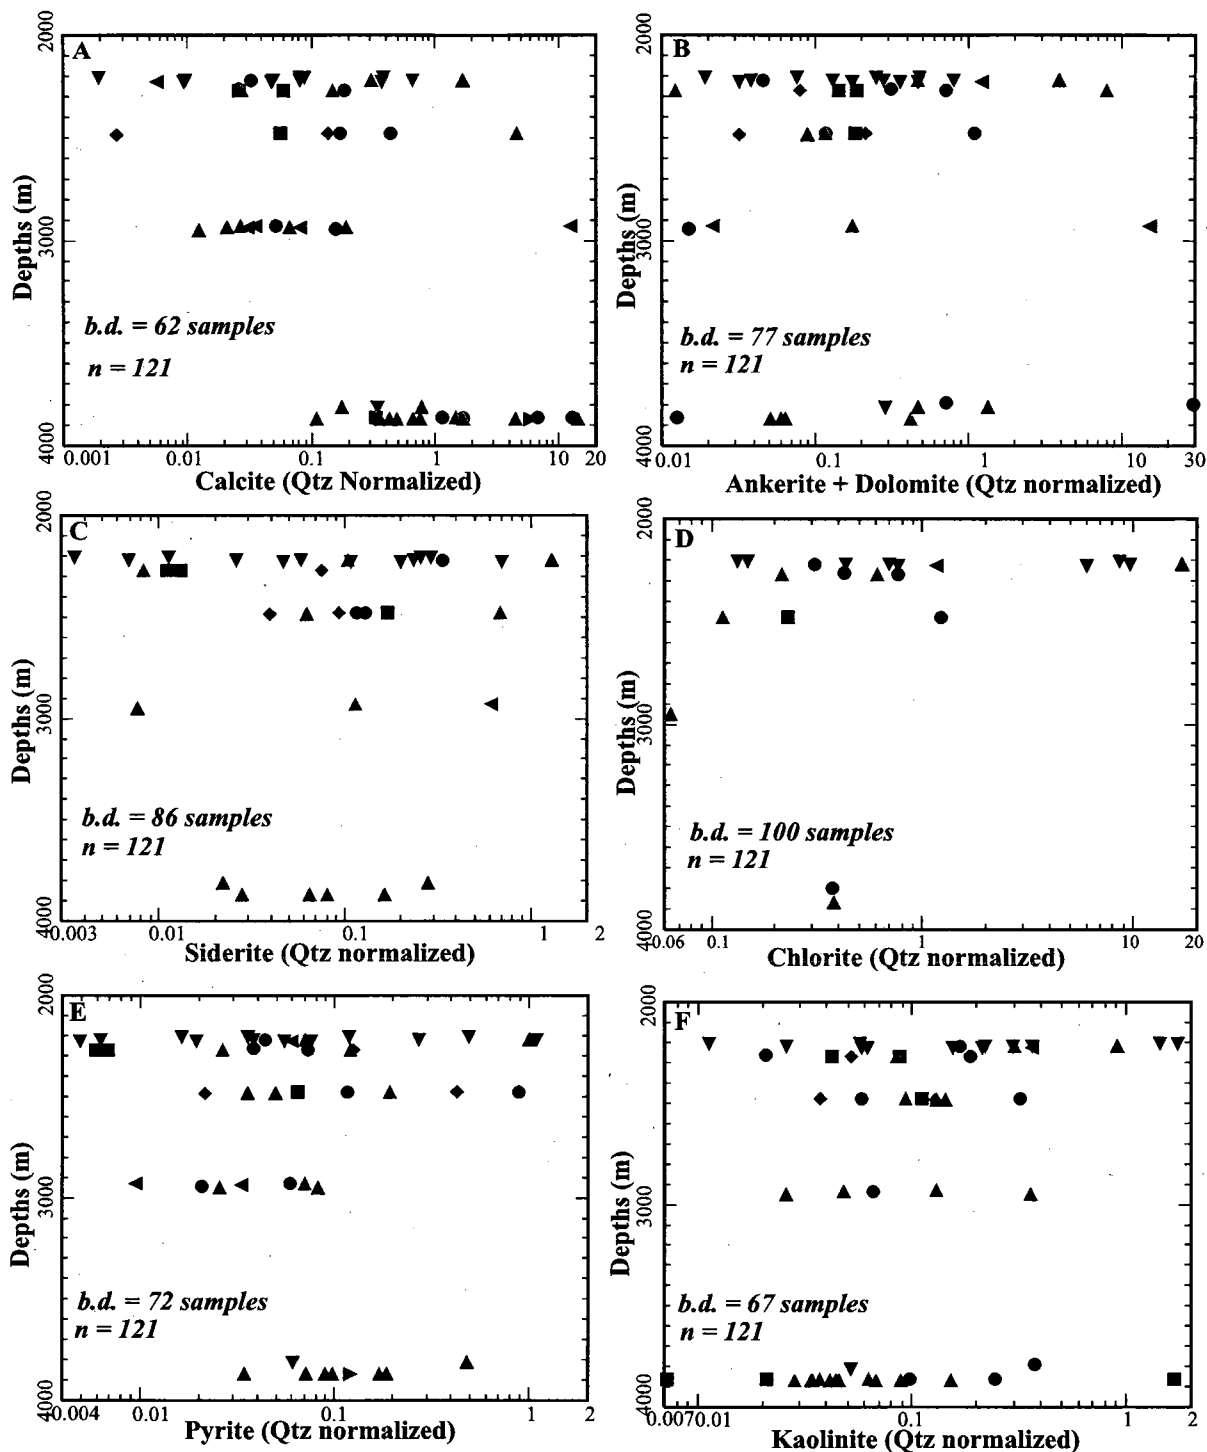 A
2000
3000
4000
Depths (m)
b.d. = 62 samples
n = 121
0.001 0.01 0.1 1 10 20
Calcite (Qtz Normalized)
B
2000
3000
4000
Depths (m)
b.d. = 77 samples
n = 121
0.01 0.1 1 10 30
Ankerite + Dolomite (Qtz normalized)
C
2000
3000
4000
Depths (m)
b.d. = 86 samples
n = 121
0.003 0.01 0.1 1 2
Siderite (Qtz normalized)
D
2000
3000
4000
Depths (m)
b.d. = 100 samples
n = 121
0.06 0.1 1 10 20
Chlorite (Qtz normalized)
E
2000
3000
4000
Depths (m)
b.d. = 72 samples
n = 121
0.004 0.01 0.1 1 2
Pyrite (Qtz normalized)
F
2000
3000
4000
Depths (m)
b.d. = 67 samples
n = 121
0.007 0.01 0.1 1 2
Kaolinite (Qtz normalized)